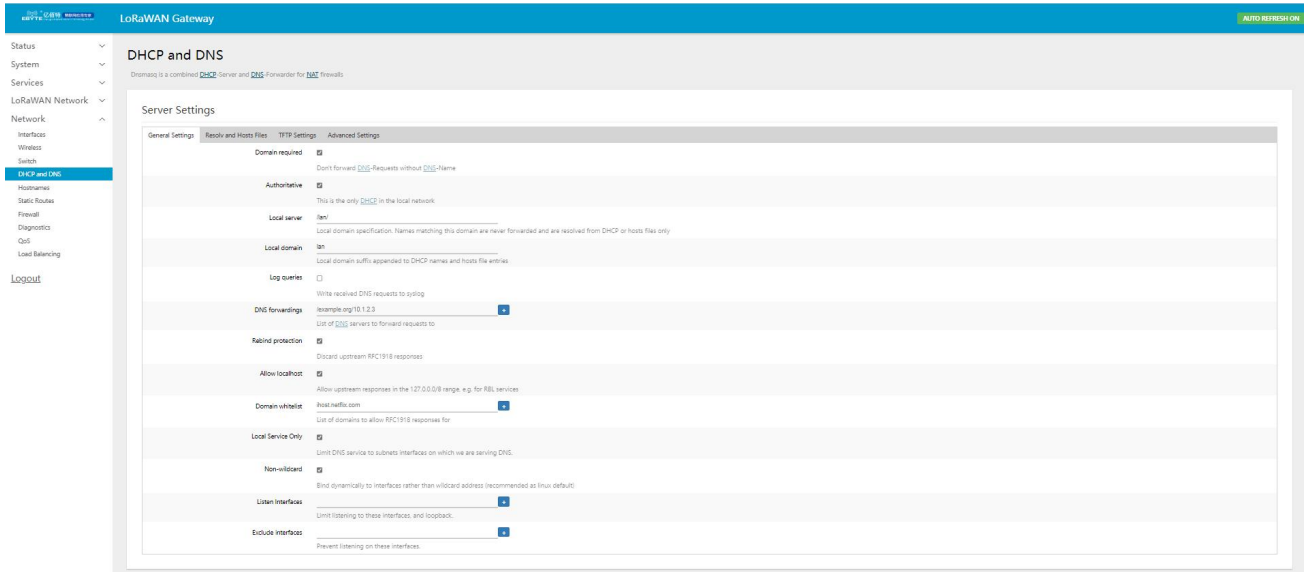 EBYTE 亿佰特
LoRaWAN Gateway
AUTO REFRESH ON
Status
System
Services
LoRaWAN Network
Network
Interfaces
Wireless
Switch
DHCP and DNS
Hostnames
Static Routes
Firewall
Diagnostics
QoS
Load Balancing
Logout
DHCP and DNS
Dnsmasq is a combined DHCP-Server and DNS-Forwarder for NAT firewalls
Server Settings
General Settings Resolv and Hosts Files TFTP Settings Advanced Settings
Domain required
Don't forward DNS-Requests without DNS-Name
Authoritative
This is the only DHCP in the local network
Local server /lan/
Local domain specification. Names matching this domain are never forwarded and are resolved from DHCP or hosts files only
Local domain lan
Local domain suffix appended to DHCP names and hosts file entries
Log queries
Write received DNS requests to syslog
DNS forwardings /example.org/10.1.2.3
List of DNS servers to forward requests to
Rebind protection
Discard upstream RFC1918 responses
Allow localhost
Allow upstream responses in the 127.0.0.0/8 range, e.g. for RBL services
Domain whitelist ihost.netflix.com
List of domains to allow RFC1918 responses for
Local Service Only
Limit DNS service to subnets interfaces on which we are serving DNS.
Non-wildcard
Bind dynamically to interfaces rather than wildcard address (recommended as linux default)
Listen Interfaces
Limit listening to these interfaces, and loopback.
Exclude interfaces
Prevent listening on these interfaces.